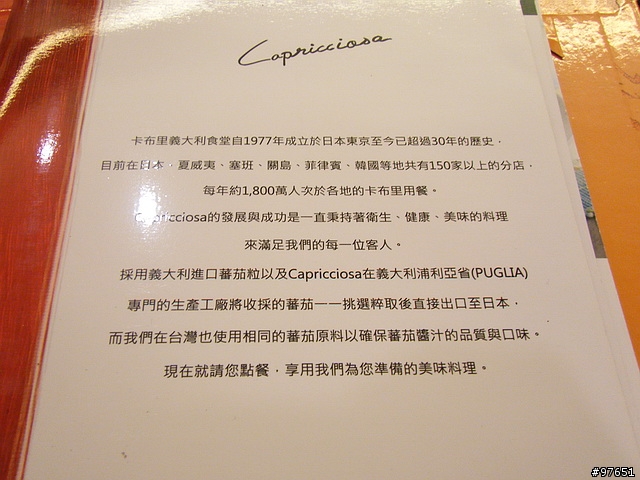 Capricciosa
卡布里義大利食堂自1977年成立於日本東京至今已超過30年的歷史，
目前在日本、夏威夷、塞班、關島、菲律賓、韓國等地共有150家以上的分店，
每年約1,800萬人次於各地的卡布里用餐。
Capricciosa的發展與成功是一直秉持著衛生、健康、美味的料理
來滿足我們的每一位客人。
採用義大利進口蕃茄粒以及Capricciosa在義大利浦利亞省(PUGLIA)
專門的生產工廠將收採的蕃茄一一挑選粹取後直接出口至日本，
而我們在台灣也使用相同的蕃茄原料以確保蕃茄醬汁的品質與口味。
現在就請您點餐，享用我們為您準備的美味料理。
#97651